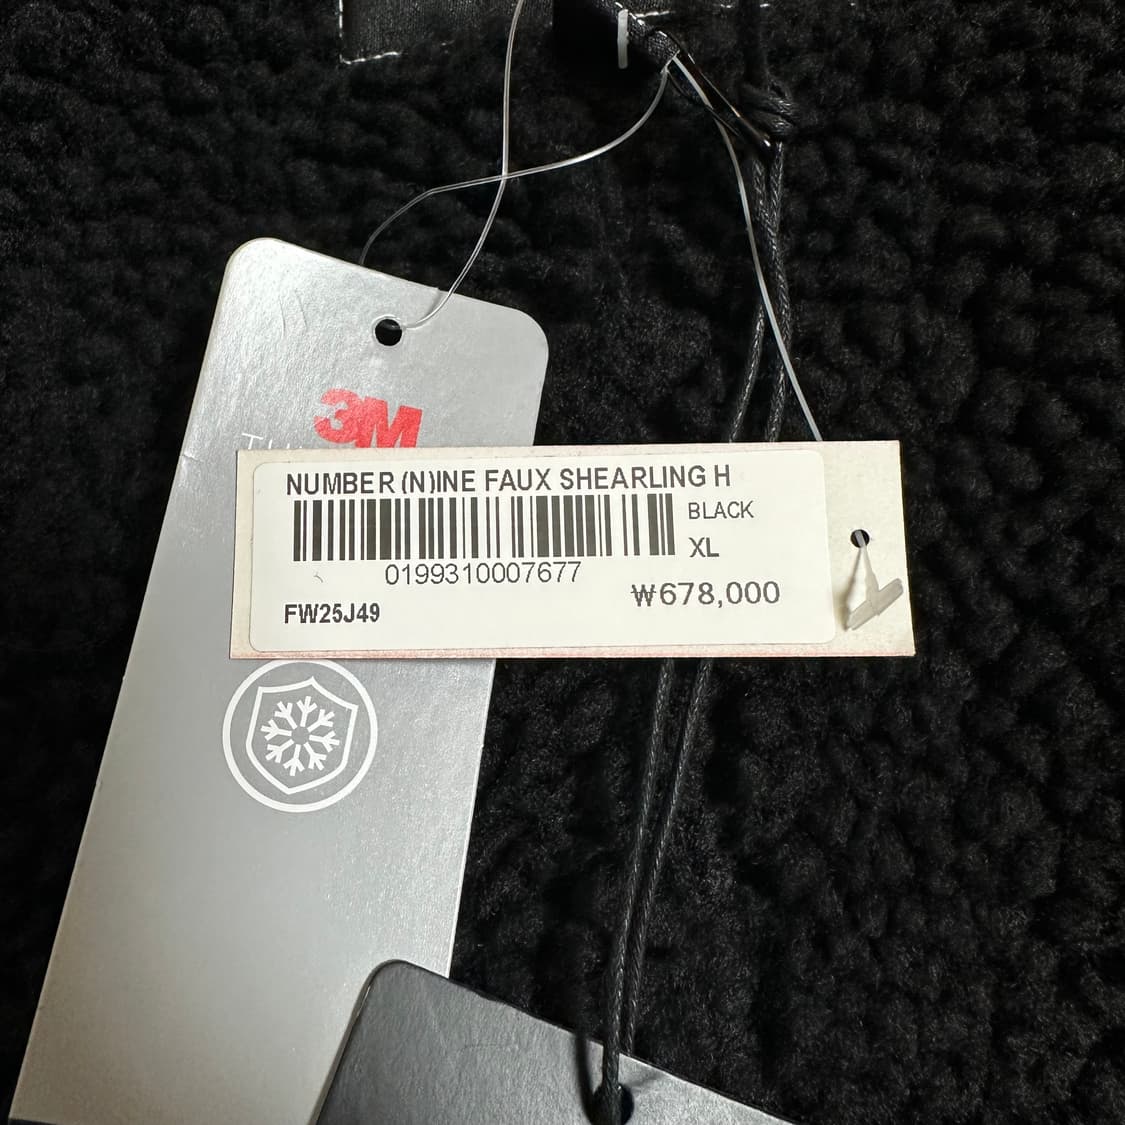 3M
NUMBER (N)INE FAUX SHEARLING H
BLACK
XL
0199310007677
₩678,000
FW25J49